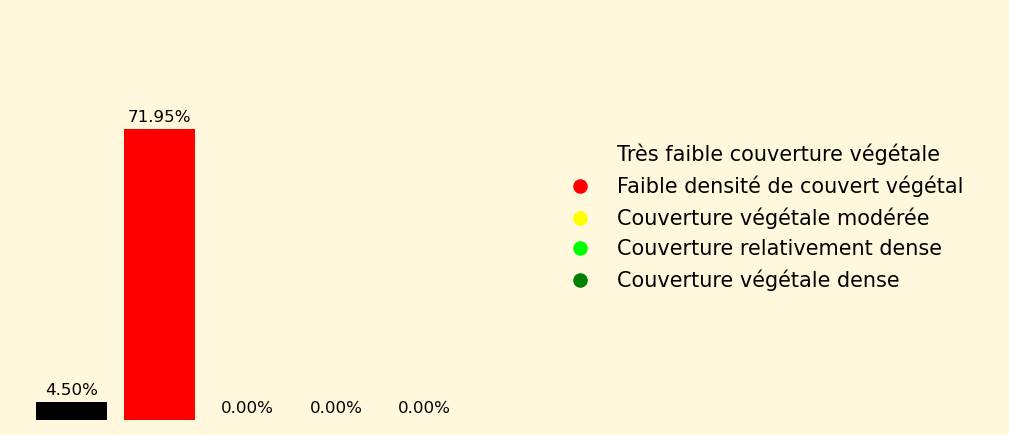 71.95%
4.50%
0.00%
0.00%
0.00%
Très faible couverture végétale
Faible densité de couvert végétal
Couverture végétale modérée
Couverture relativement dense
Couverture végétale dense